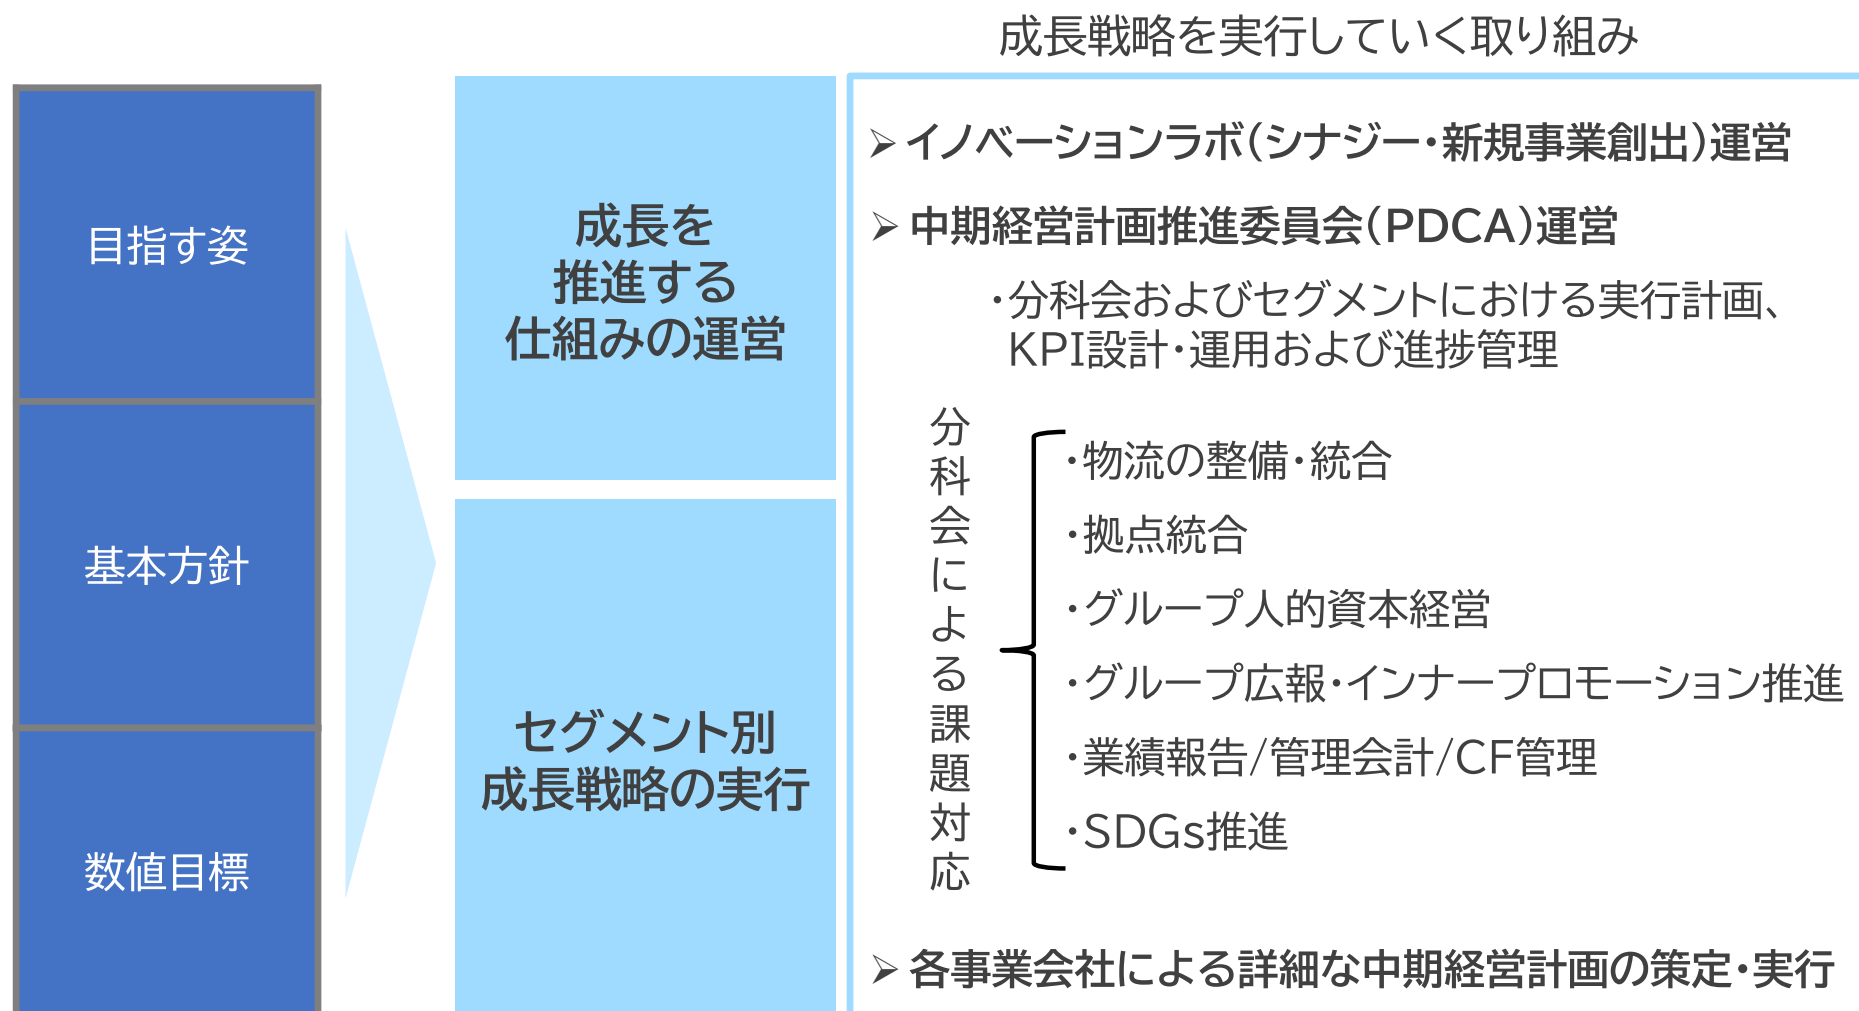 成長戦略を実行していく取り組み
目指す姿
基本方針
数値目標
成長を
推進する
仕組みの運営
セグメント別
成長戦略の実行
➢イノベーションラボ(シナジー・新規事業創出)運営
➢中期経営計画推進委員会(PDCA)運営
・分科会およびセグメントにおける実行計画、
KPI設計・運用および進捗管理
分科会による課題対応
・物流の整備・統合
・拠点統合
・グループ人的資本経営
・グループ広報・インナープロモーション推進
・業績報告/管理会計/CF管理
・SDGs推進
➢各事業会社による詳細な中期経営計画の策定・実行